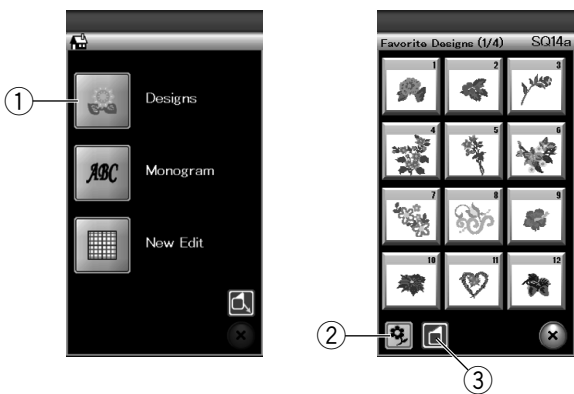 Favorite Designs (1/4) SQ14a
1
Designs
ABC
Monogram
New Edit
1 2 3
4 5 6
7 8 9
10 11 12
2
3